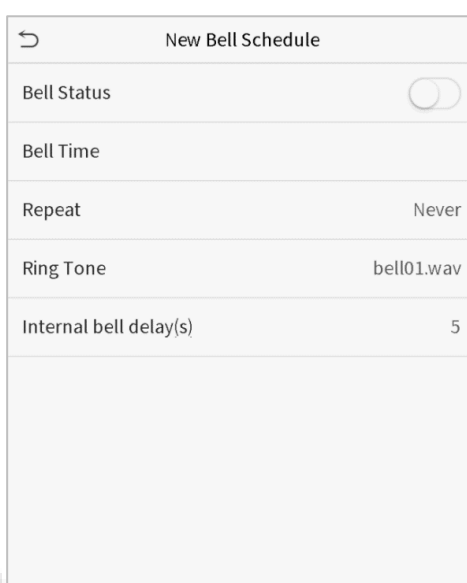 New Bell Schedule
Bell Status
Bell Time
Repeat Never
Ring Tone bell01.wav
Internal bell delay(s) 5